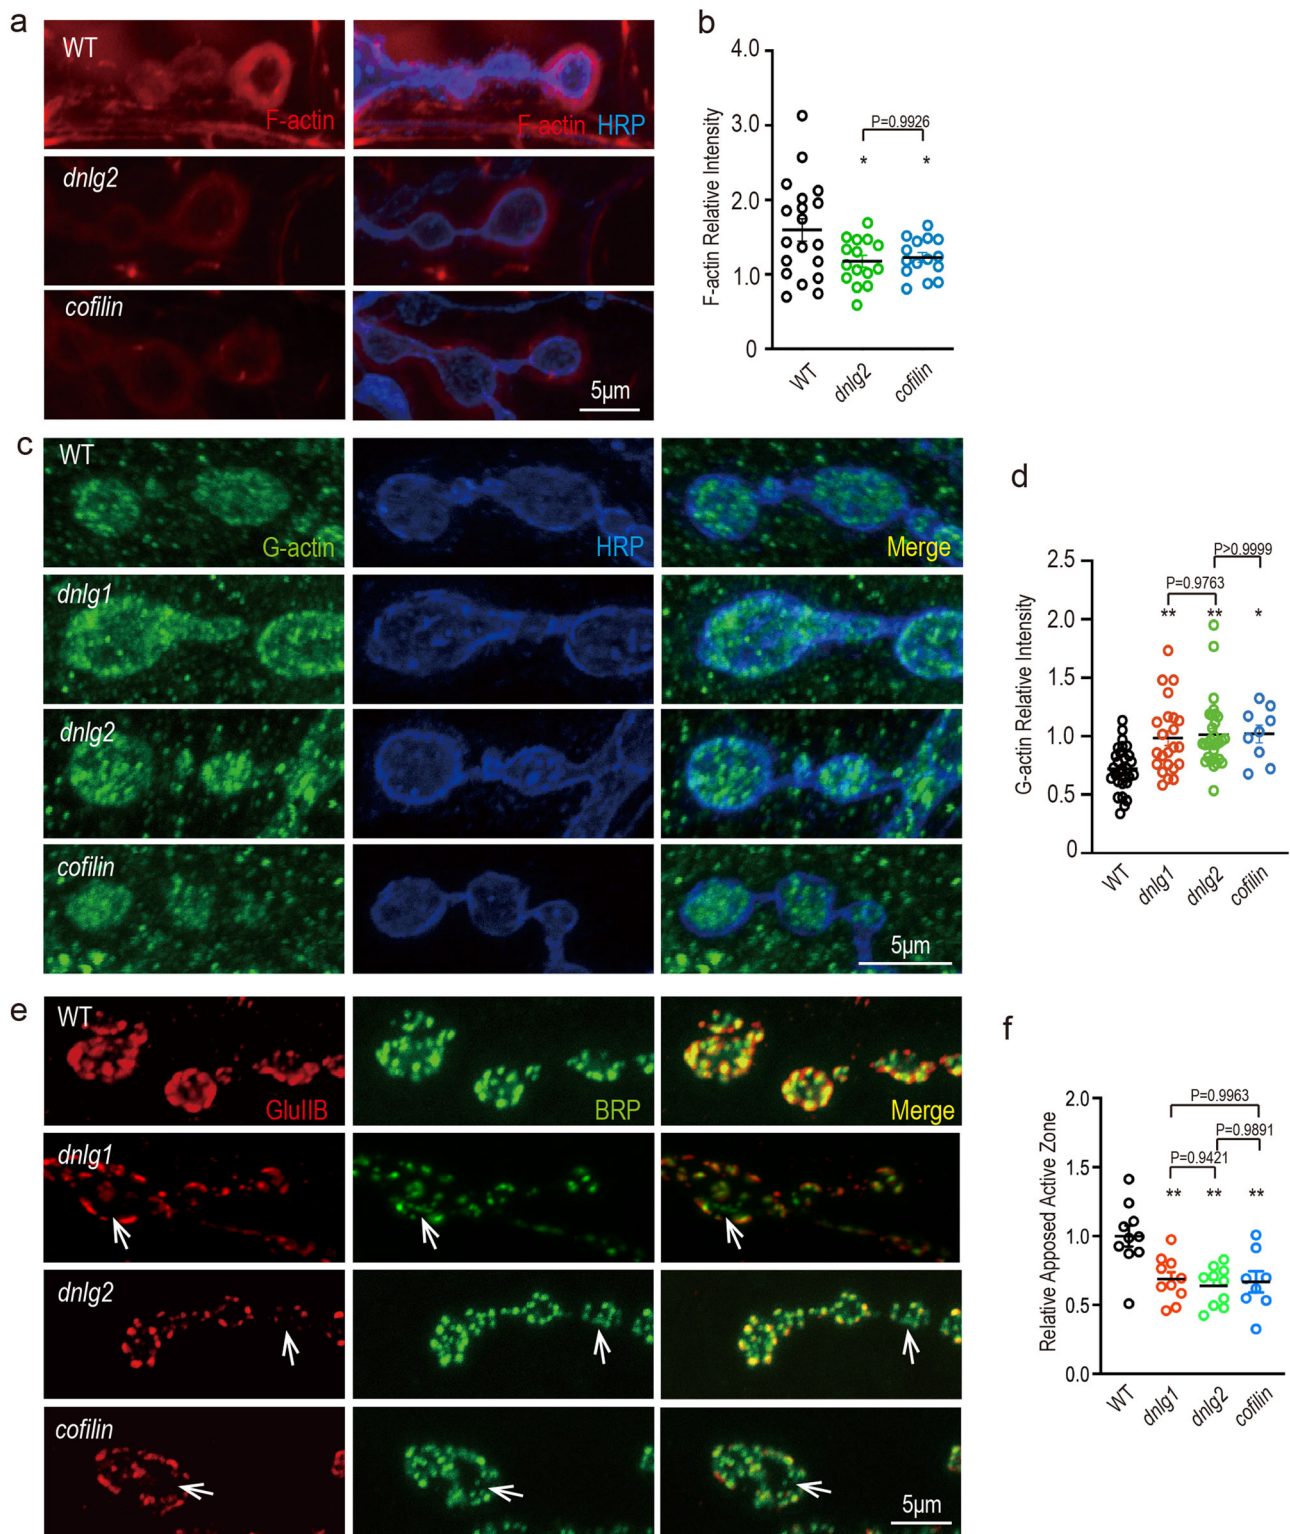 a
WT
F-actin
F-actin HRP
dnlg2
cofilin
5μm
b
F-actin Relative Intensity
4.0
3.0
2.0
1.0
0
P=0.9926
* *
WT dnlg2 cofilin
c
WT
G-actin
HRP
Merge
dnlg1
dnlg2
cofilin
5μm
d
G-actin Relative Intensity
2.5
2.0
1.5
1.0
0.5
0
P>0.9999
P=0.9763
** ** *
WT dnlg1 dnlg2 cofilin
e
WT
GluIIB
BRP
Merge
dnlg1
dnlg2
cofilin
5μm
f
Relative Apposed Active Zone
2.0
1.5
1.0
0.5
0.0
P=0.9963
P=0.9891
P=0.9421
** ** **
WT dnlg1 dnlg2 cofilin